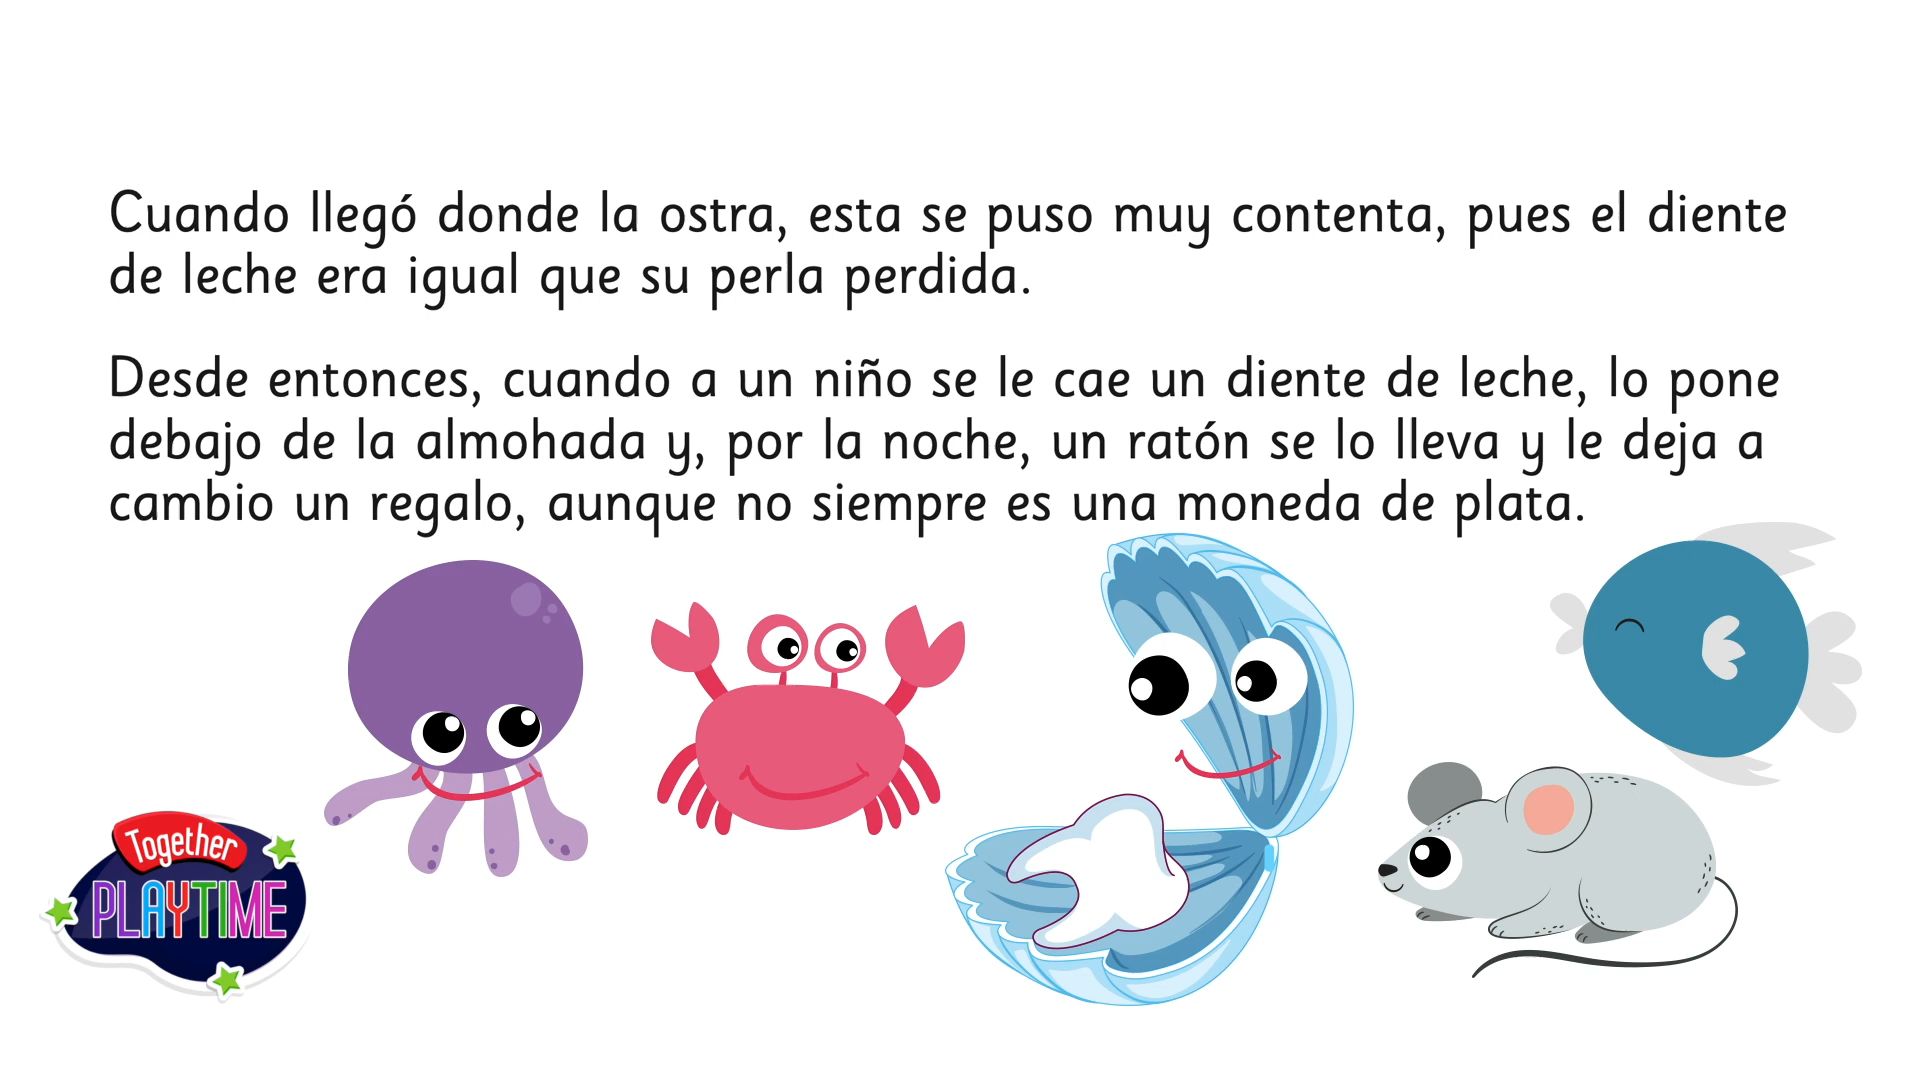 Cuando llegó donde la ostra, esta se puso muy contenta, pues el diente
de leche era igual que su perla perdida.
Desde entonces, cuando a un niño se le cae un diente de leche, lo pone
debajo de la almohada y, por la noche, un ratón se lo lleva y le deja a
cambio un regalo, aunque no siempre es una moneda de plata.
Together
PLAYTIME